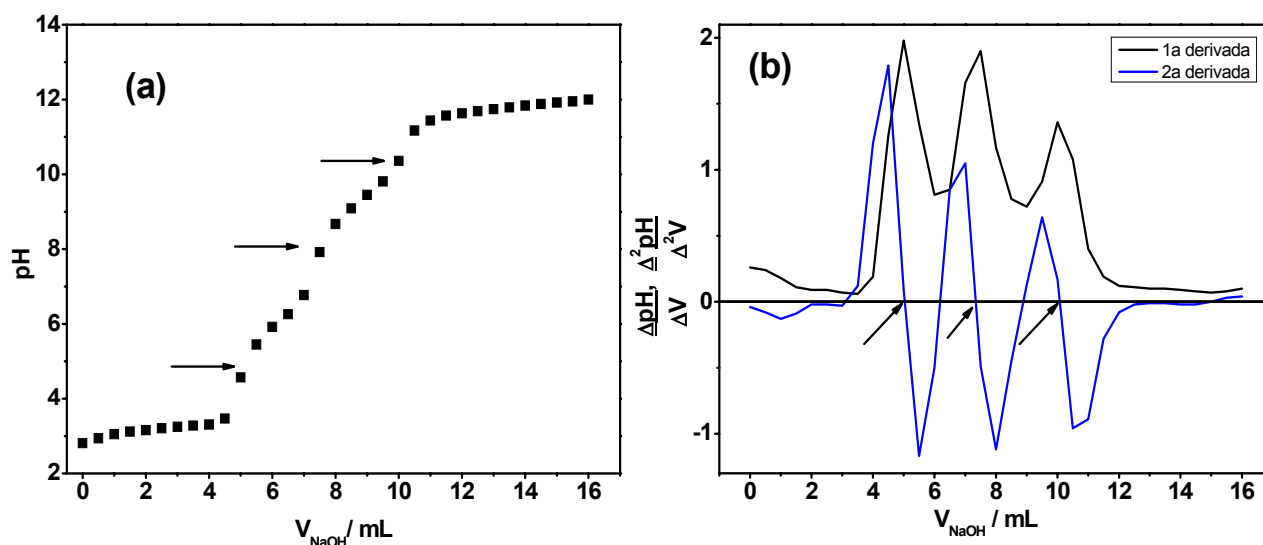 (a)
pH
14
12
10
8
6
4
2
0 2 4 6 8 10 12 14 16
V_NaOH / mL
(b)
1a derivada
2a derivada
ΔpH, Δ²pH
ΔV Δ²V
2
1
0
-1
0 2 4 6 8 10 12 14 16
V_NaOH / mL